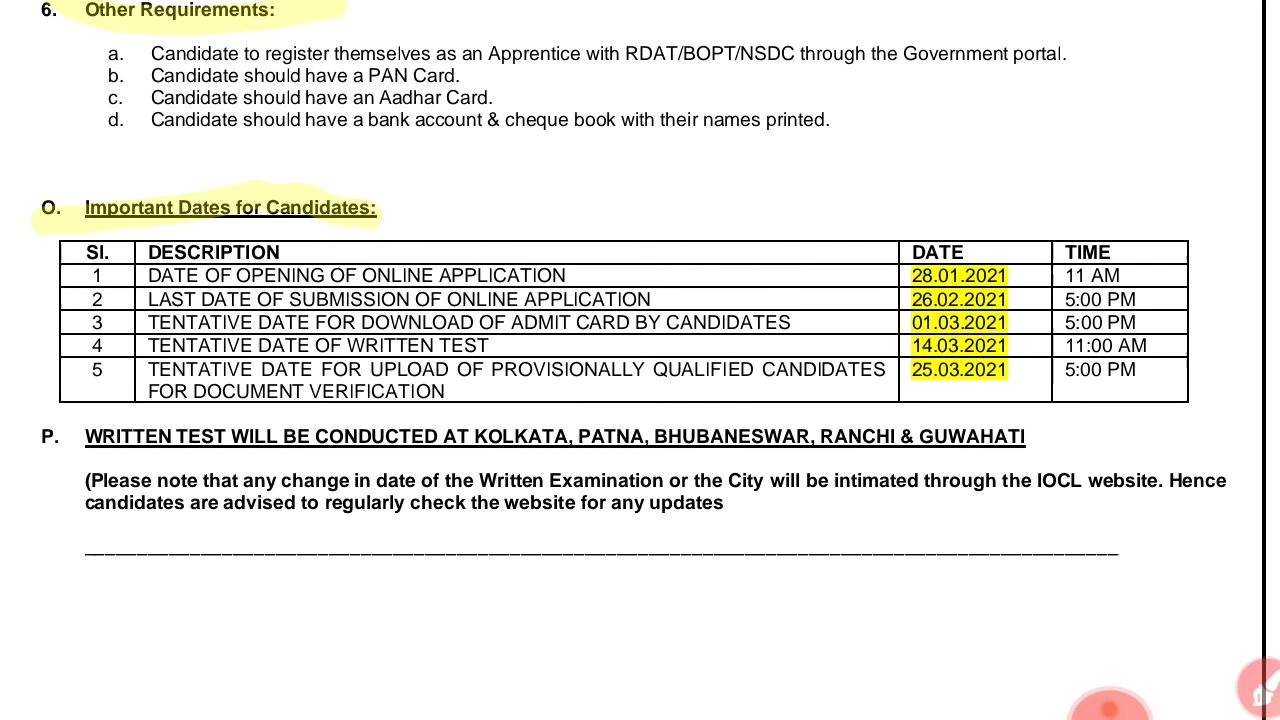 6. Other Requirements:
a. Candidate to register themselves as an Apprentice with RDAT/BOPT/NSDC through the Government portal.
b. Candidate should have a PAN Card.
c. Candidate should have an Aadhar Card.
d. Candidate should have a bank account & cheque book with their names printed.
O. Important Dates for Candidates:
Sl. DESCRIPTION DATE TIME
1 DATE OF OPENING OF ONLINE APPLICATION 28.01.2021 11 AM
2 LAST DATE OF SUBMISSION OF ONLINE APPLICATION 26.02.2021 5:00 PM
3 TENTATIVE DATE FOR DOWNLOAD OF ADMIT CARD BY CANDIDATES 01.03.2021 5:00 PM
4 TENTATIVE DATE OF WRITTEN TEST 14.03.2021 11:00 AM
5 TENTATIVE DATE FOR UPLOAD OF PROVISIONALLY QUALIFIED CANDIDATES 25.03.2021 5:00 PM
FOR DOCUMENT VERIFICATION
P. WRITTEN TEST WILL BE CONDUCTED AT KOLKATA, PATNA, BHUBANESWAR, RANCHI & GUWAHATI
(Please note that any change in date of the Written Examination or the City will be intimated through the IOCL website. Hence
candidates are advised to regularly check the website for any updates